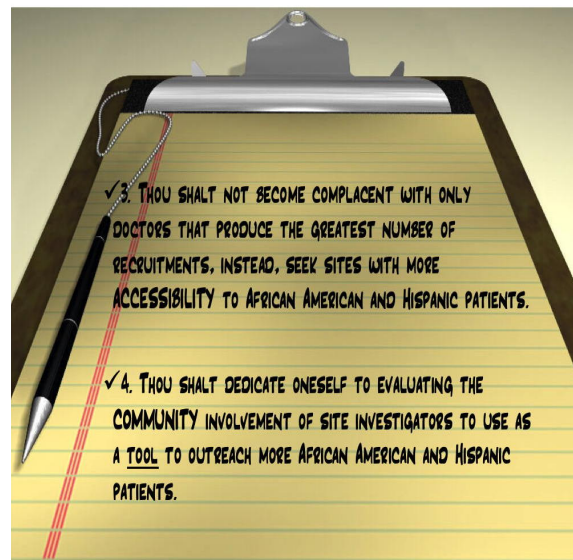 ✓3. Thou shalt not become complacent with only
doctors that produce the greatest number of
recruitments, instead, seek sites with more
ACCESSIBILITY to African American and Hispanic patients.
✓4. Thou shalt dedicate oneself to evaluating the
COMMUNITY involvement of site investigators to use as
a tool to outreach more African American and Hispanic
patients.